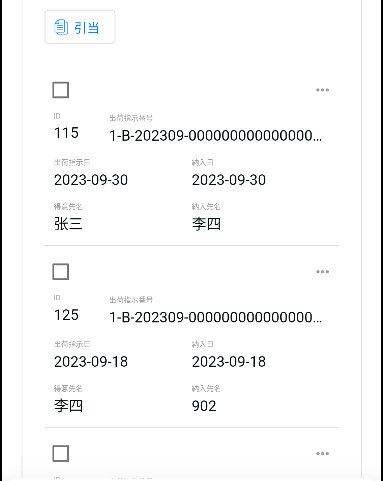 引当
ID 出荷指示番号
115 1-B-202309-000000000000000...
出荷指示日 納入日
2023-09-30 2023-09-30
得意先名 納入先名
张三 李四
ID 出荷指示番号
125 1-B-202309-000000000000000...
出荷指示日 納入日
2023-09-18 2023-09-18
得意先名 納入先名
李四 902